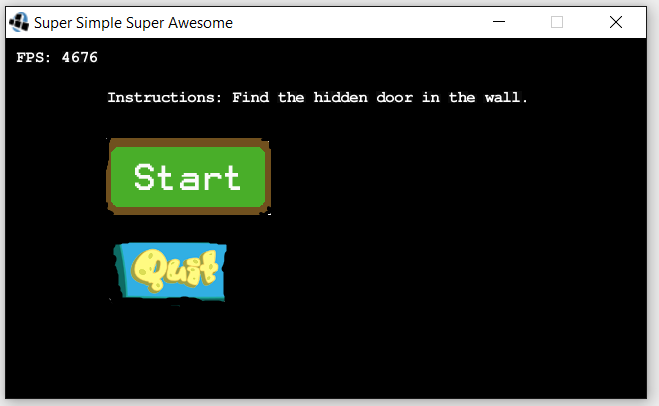 Super Simple Super Awesome
FPS: 4676
Instructions: Find the hidden door in the wall.
Start
Quit